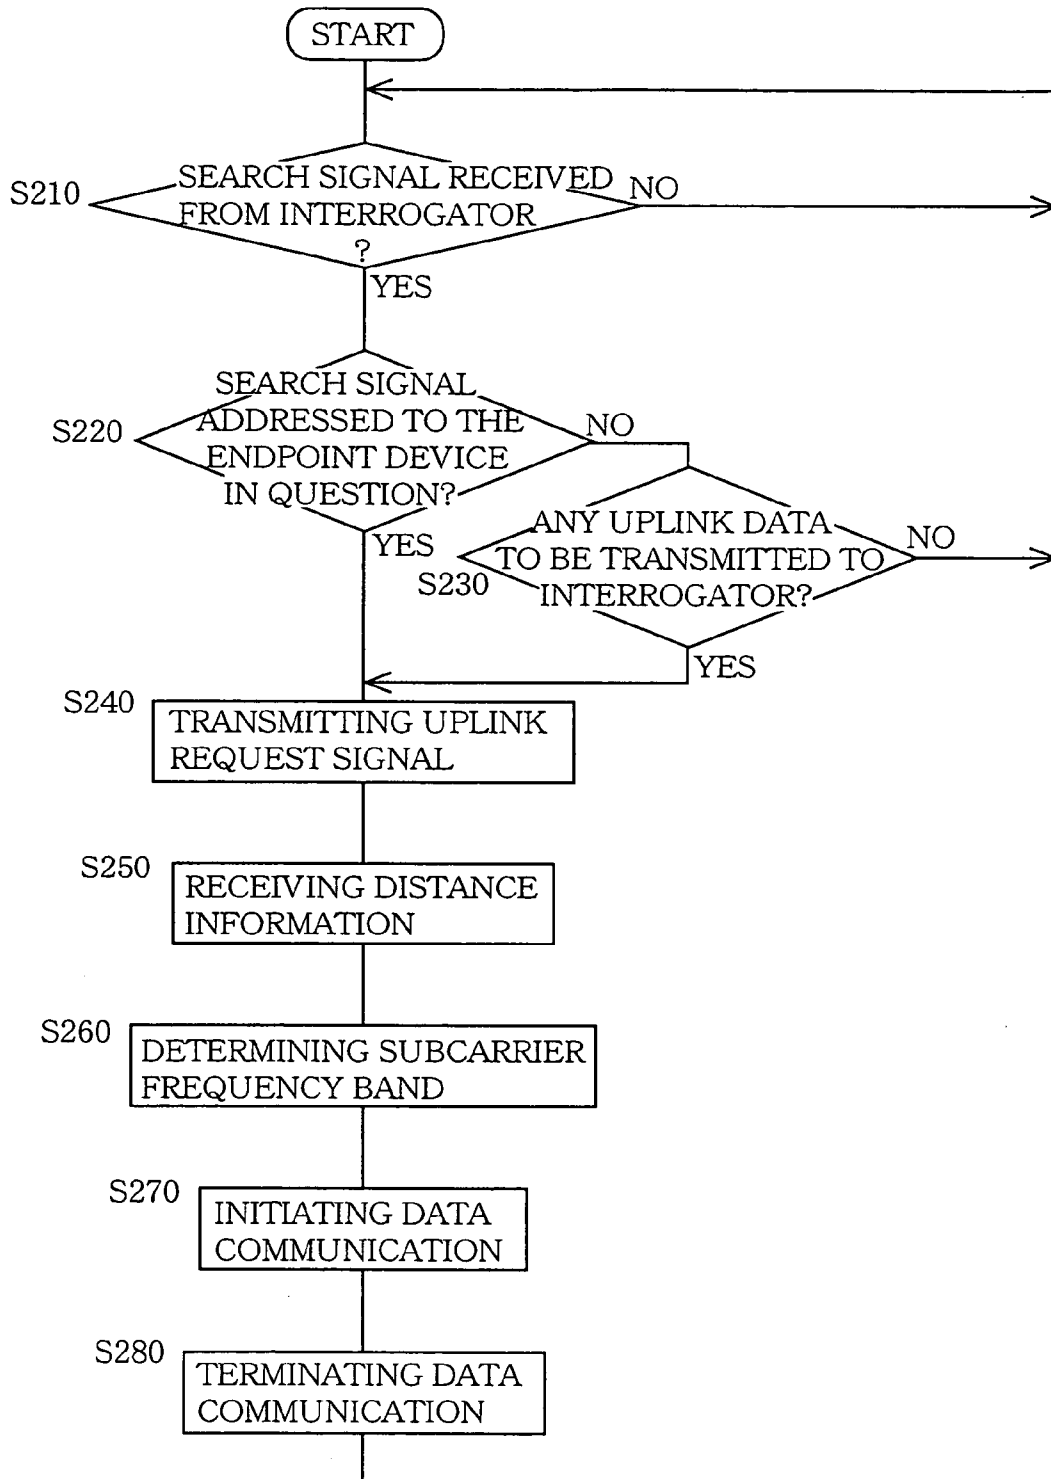 START
S210
SEARCH SIGNAL RECEIVED
FROM INTERROGATOR
?
NO
YES
S220
SEARCH SIGNAL
ADDRESSED TO THE
ENDPOINT DEVICE
IN QUESTION?
NO
YES
S230
ANY UPLINK DATA
TO BE TRANSMITTED TO
INTERROGATOR?
NO
YES
S240
TRANSMITTING UPLINK
REQUEST SIGNAL
S250
RECEIVING DISTANCE
INFORMATION
S260
DETERMINING SUBCARRIER
FREQUENCY BAND
S270
INITIATING DATA
COMMUNICATION
S280
TERMINATING DATA
COMMUNICATION